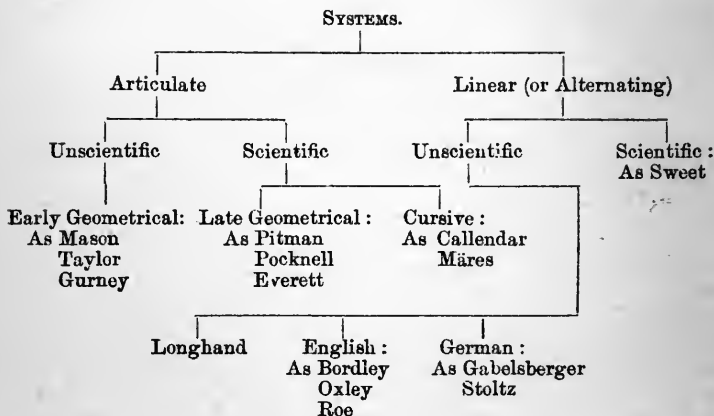 SYSTEMS.
Articulate Linear (or Alternating)
Unscientific Scientific Unscientific Scientific :
As Sweet
Early Geometrical: Late Geometrical : Cursive :
As Mason As Pitman As Callendar
Taylor Pocknell Märes
Gurney Everett
Longhand English : German :
As Bordley As Gabelsberger
Oxley Stoltz
Roe